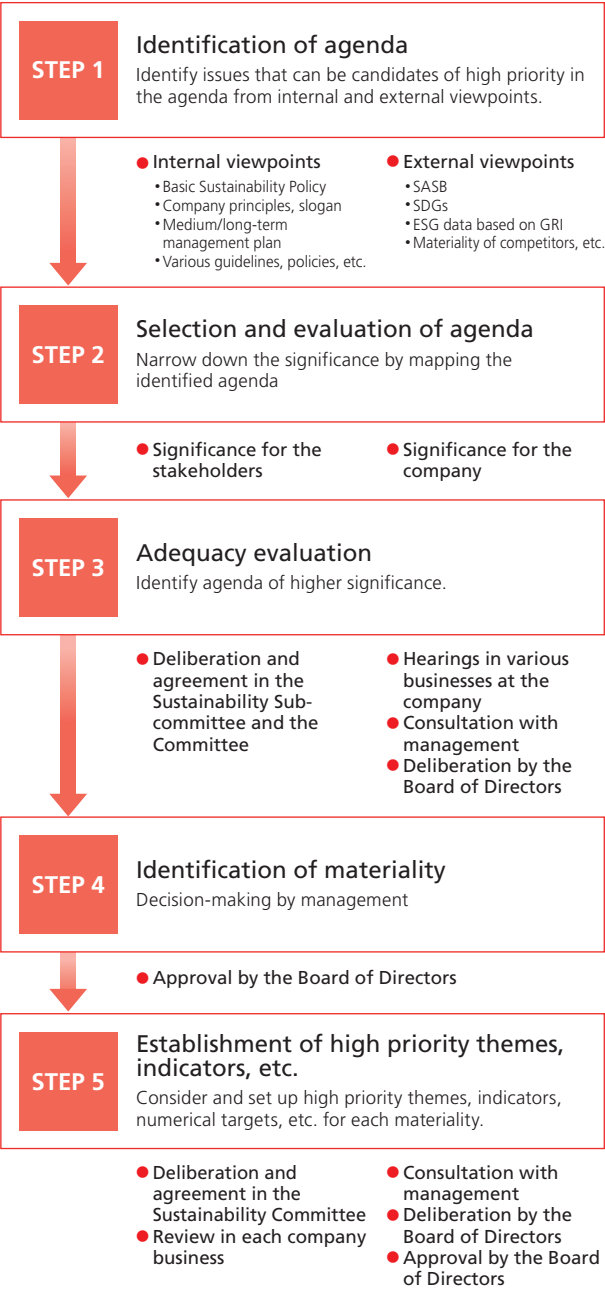 STEP 1
Identification of agenda
Identify issues that can be candidates of high priority in
the agenda from internal and external viewpoints.
● Internal viewpoints
• Basic Sustainability Policy
• Company principles, slogan
• Medium/long-term
management plan
• Various guidelines, policies, etc.
● External viewpoints
• SASB
• SDGs
• ESG data based on GRI
• Materiality of competitors, etc.
STEP 2
Selection and evaluation of agenda
Narrow down the significance by mapping the
identified agenda
● Significance for the
stakeholders
● Significance for the
company
STEP 3
Adequacy evaluation
Identify agenda of higher significance.
● Deliberation and
agreement in the
Sustainability Sub-
committee and the
Committee
● Hearings in various
businesses at the
company
● Consultation with
management
● Deliberation by the
Board of Directors
STEP 4
Identification of materiality
Decision-making by management
● Approval by the Board of Directors
STEP 5
Establishment of high priority themes,
indicators, etc.
Consider and set up high priority themes, indicators,
numerical targets, etc. for each materiality.
● Deliberation and
agreement in the
Sustainability Committee
● Review in each company
business
● Consultation with
management
● Deliberation by the
Board of Directors
● Approval by the Board
of Directors